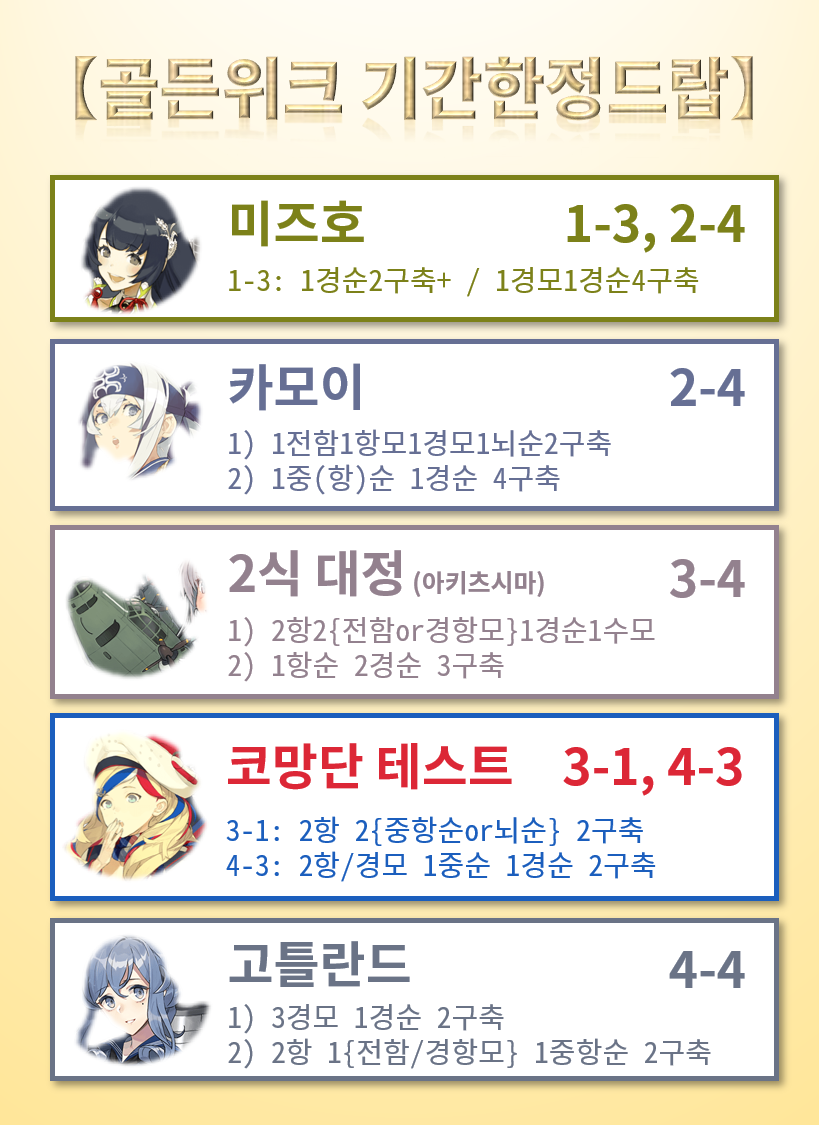 【골든위크 기간한정드랍】
미즈호 1-3, 2-4
1-3: 1경순2구축+ / 1경모1경순4구축
카모이 2-4
1) 1전함1항모1경모1뇌순2구축
2) 1중(항)순 1경순 4구축
2식 대정 (아키츠시마) 3-4
1) 2항2{전함or경항모}1경순1수모
2) 1항순 2경순 3구축
코망단 테스트 3-1, 4-3
3-1: 2항 2{중항순or뇌순} 2구축
4-3: 2항/경모 1중순 1경순 2구축
고틀란드 4-4
1) 3경모 1경순 2구축
2) 2항 1{전함/경항모} 1중항순 2구축